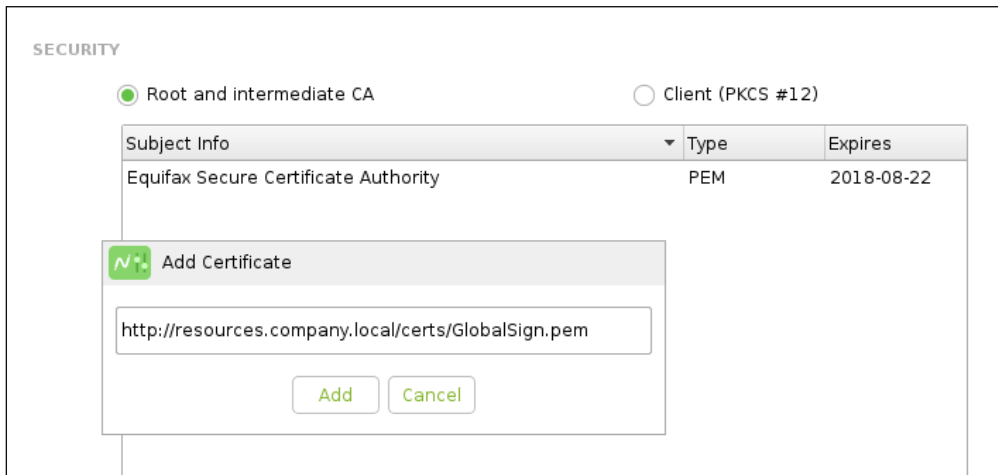 SECURITY
Root and intermediate CA Client (PKCS #12)
Subject Info Type Expires
Equifax Secure Certificate Authority PEM 2018-08-22
Add Certificate
http://resources.company.local/certs/GlobalSign.pem
Add Cancel